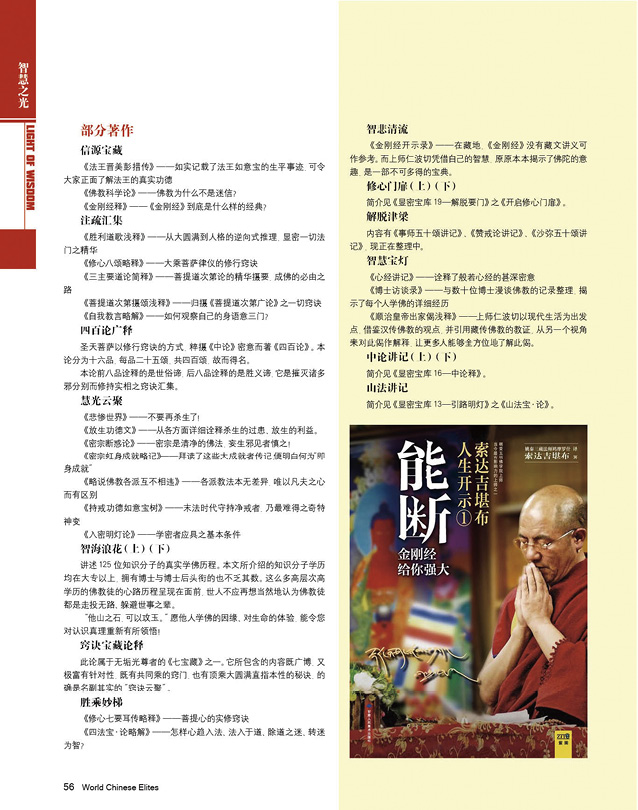 智慧之光
LIGHT OF WISDOM
部分著作
信源宝藏
《法王晋美彭措传》——如实记载了法王如意宝的生平事迹，可令
大家正面了解法王的真实功德
《佛教科学论》——佛教为什么不是迷信？
《金刚经释》——《金刚经》到底是什么样的经典？
注疏汇集
《胜利道歌浅释》——从大圆满到人格的逆向式推理，显密一切法
门之精华
《修心八颂略释》——大乘菩萨律仪的修行窍诀
《三主要道论简释》——菩提道次第论的精华摄要，成佛的必由之
路
《菩提道次第摄颂浅释》——归摄《菩提道次第广论》之一切窍诀
《自我教言略解》——如何观察自己的身语意三门？
四百论广释
圣天菩萨以修行窍诀的方式，粹摄《中论》密意而著《四百论》。本
论分为十六品，每品二十五颂，共四百颂，故而得名。
本论前八品诠释的是世俗谛，后八品诠释的是胜义谛，它是摧灭诸多
邪分别而修持实相之窍诀汇集。
慧光云聚
《悲惨世界》——不要再杀生了！
《放生功德文》——从各方面详细诠释杀生的过患、放生的利益。
《密宗断惑论》——密宗是清净的佛法，妄生邪见者慎之！
《密宗虹身成就略记》——拜读了这些大成就者传记，便明白何为“即
身成就”
《略说佛教各派互不相违》——各派教法本无差异，唯以凡夫之心
而有区别
《持戒功德如意宝树》——末法时代守持净戒者，乃最难得之奇特
神变
《入密明灯论》——学密者应具之基本条件
智海浪花（上）（下）
讲述 125 位知识分子的真实学佛历程。本文所介绍的知识分子学历
均在大专以上，拥有博士与博士后头衔的也不乏其数。这么多高层次高
学历的佛教徒的心路历程呈现在面前，世人不应再想当然地认为佛教徒
都是走投无路、躲避世事之辈。
“他山之石，可以攻玉。”愿他人学佛的因缘、对生命的体验，能令您
对认识真理重新有所领悟！
窍诀宝藏论释
此论属于无垢光尊者的《七宝藏》之一。它所包含的内容既广博，又
极富有针对性，既有共同乘的窍门，也有顶乘大圆满直指本性的秘诀，的
确是名副其实的“窍诀云聚”。
胜乘妙梯
《修心七要耳传略释》——菩提心的实修窍诀
《四法宝·论略解》——怎样心趋入法，法入于道，除道之迷，转迷
为智？
智悲清流
《金刚经开示录》——在藏地，《金刚经》没有藏文讲义可
作参考。而上师仁波切凭借自己的智慧，原原本本揭示了佛陀的意
趣，是一部不可多得的宝典。
修心门扉（上）（下）
简介见《显密宝库 19—解脱要门》之《开启修心门扉》。
解脱津梁
内容有《事师五十颂讲记》、《赞戒论讲记》、《沙弥五十颂讲
记》，现正在整理中。
智慧宝灯
《心经讲记》——诠释了般若心经的甚深密意
《博士访谈录》——与数十位博士漫谈佛教的记录整理，揭
示了每个人学佛的详细经历
《顺治皇帝出家偈浅释》——上师仁波切以现代生活为出发
点，借鉴汉传佛教的观点，并引用藏传佛教的教证，从另一个视角
来对此偈作解释，让更多人能够全方位地了解此偈。
中论讲记（上）（下）
简介见《显密宝库 16—中论释》。
山法讲记
简介见《显密宝库 13—引路明灯》之《山法宝·论》。
能断
金刚经
给你强大
索达吉堪布
人生开示①
索达吉堪布 著
56 World Chinese Elites